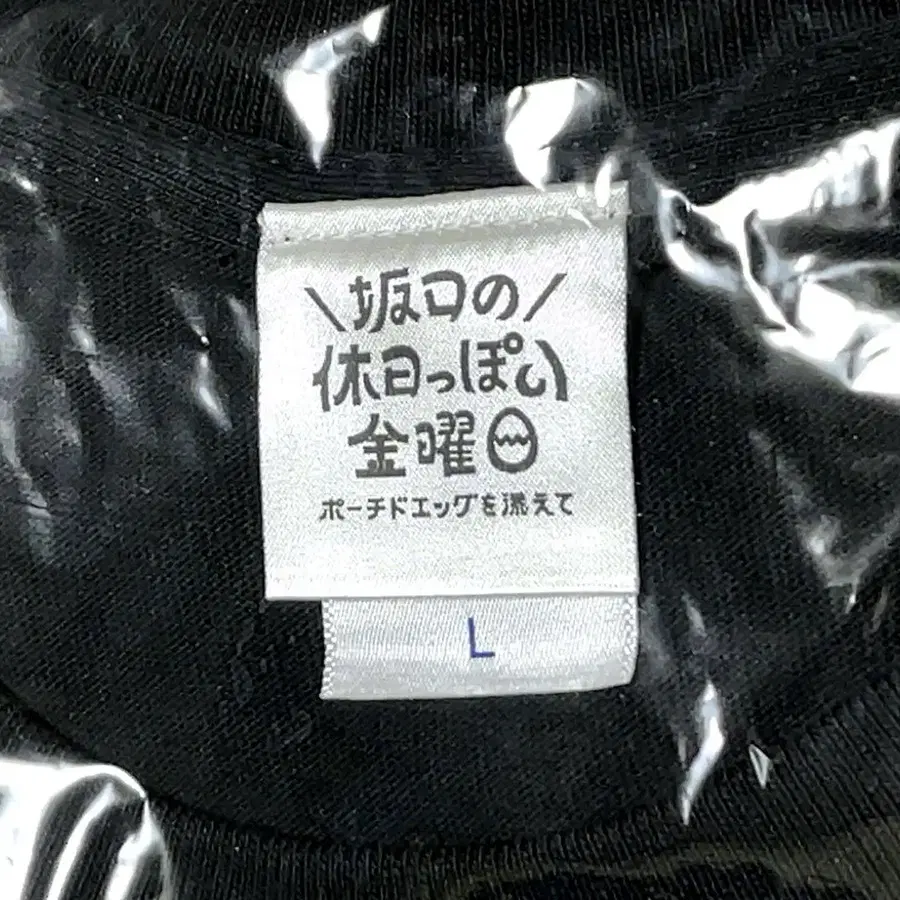 \坂口の/
休日っぽい
金曜日
ポーチドエッグを添えて
L